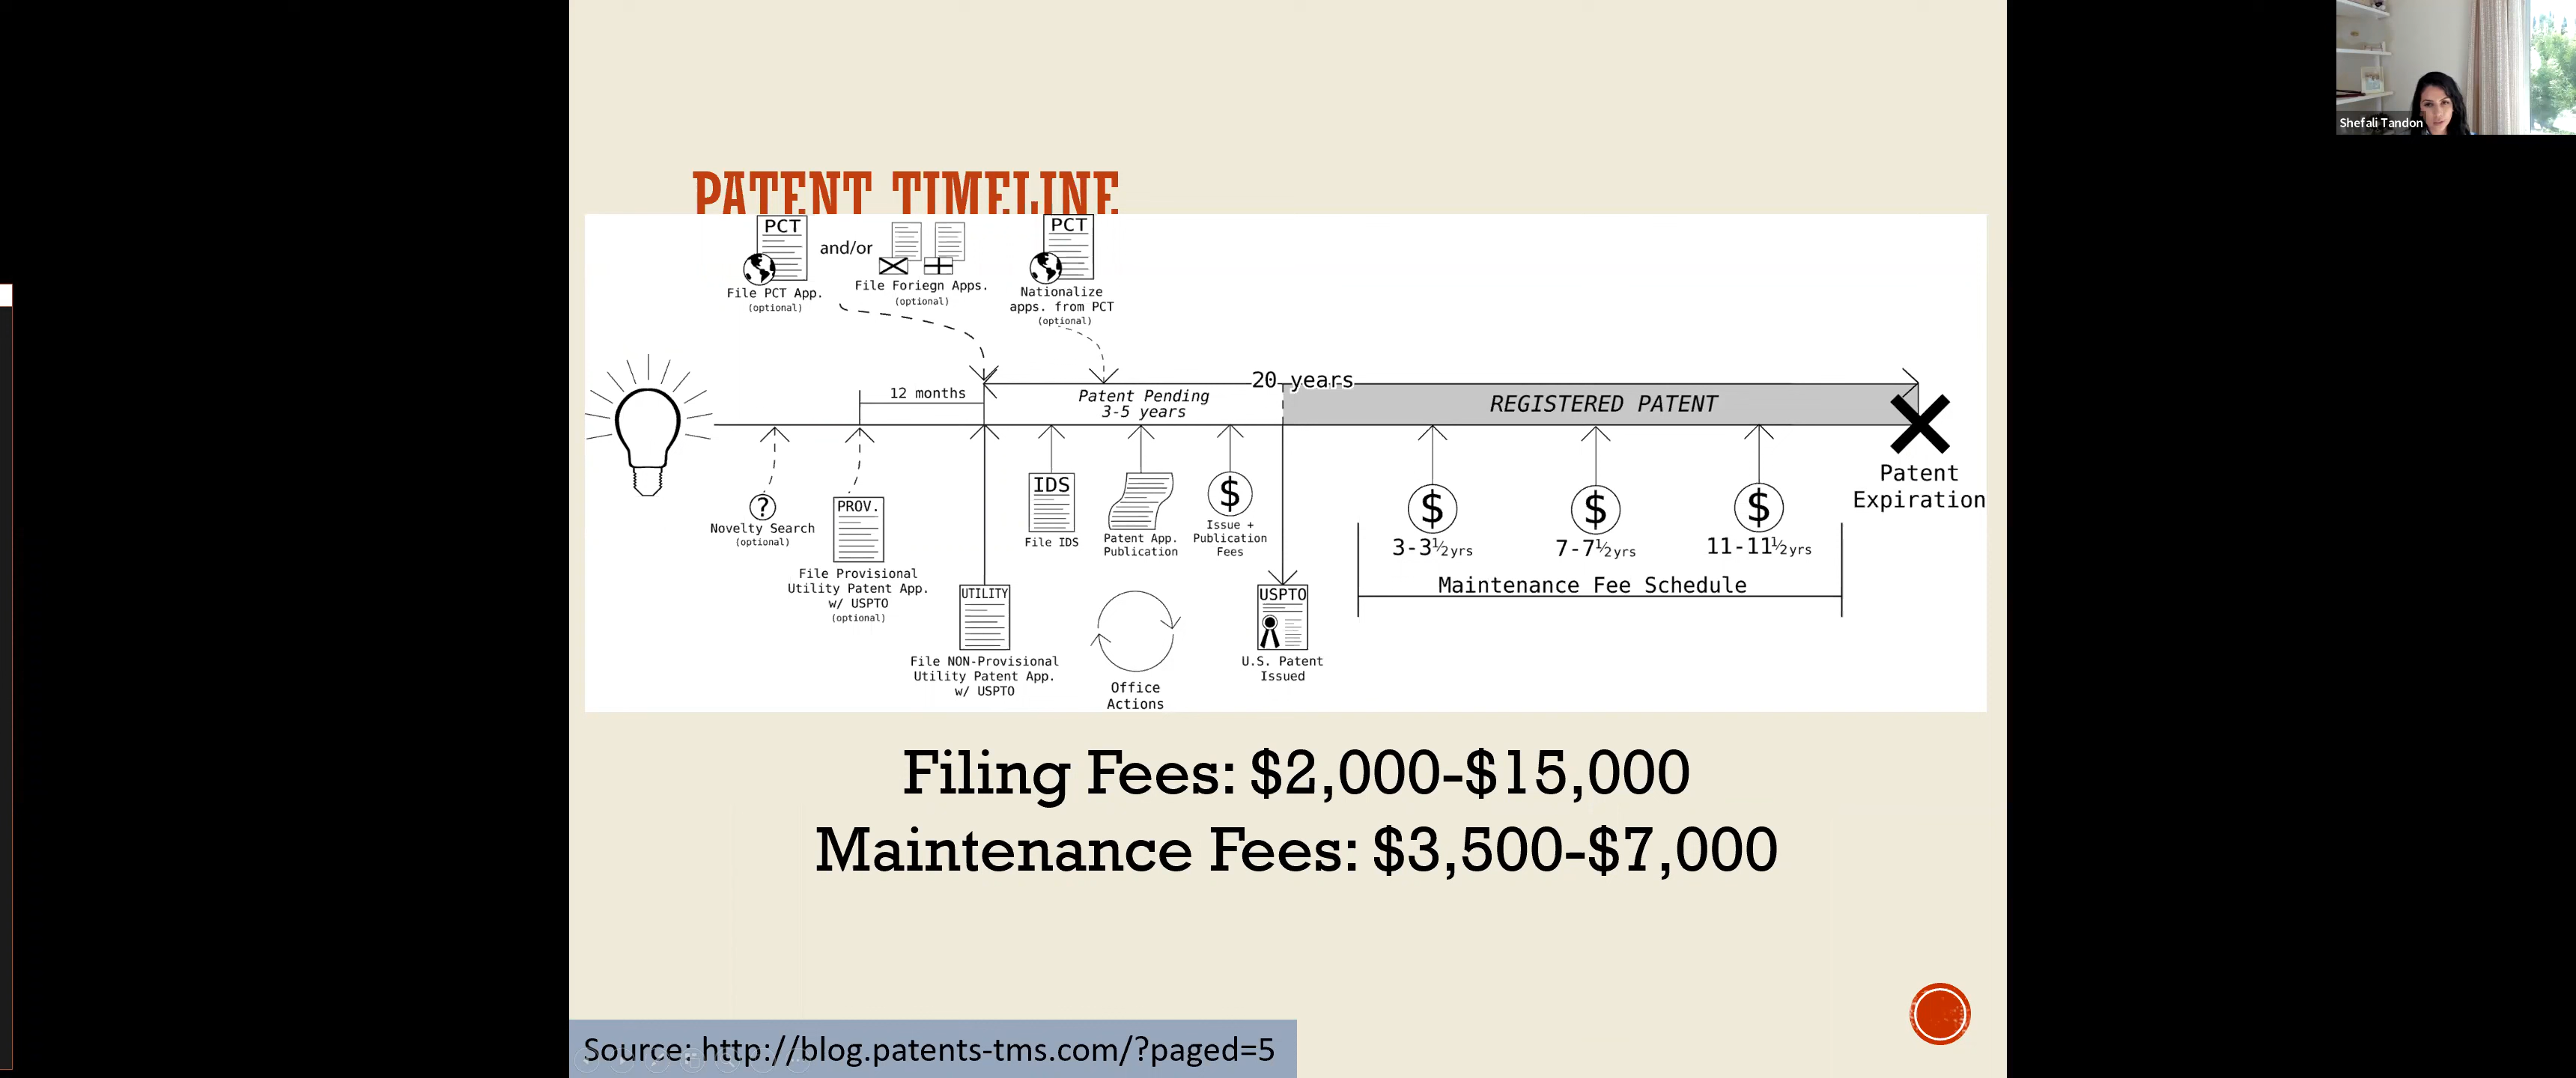 Shefali Tandon
PATENT TIMELINE
PCT
and/or
PCT
File PCT App.
(optional)
File Foriegn Apps.
(optional)
Nationalize
apps. from PCT
(optional)
20 years
12 months
Patent Pending
3-5 years
REGISTERED PATENT
Patent
Expiration
?
Novelty Search
(optional)
PROV.
File Provisional
Utility Patent App.
w/ USPTO
(optional)
UTILITY
File NON-Provisional
Utility Patent App.
w/ USPTO
IDS
File IDS
Patent App.
Publication
$
Issue +
Publication
Fees
Office
Actions
USPTO
U.S. Patent
Issued
$
3-3½yrs
$
7-7½yrs
$
11-11½yrs
Maintenance Fee Schedule
Filing Fees: $2,000-$15,000
Maintenance Fees: $3,500-$7,000
Source: http://blog.patents-tms.com/?paged=5